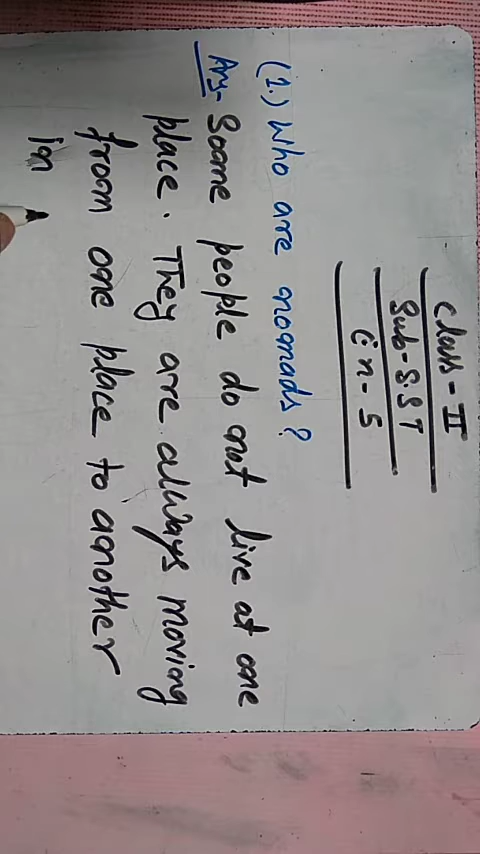 Class - II
Sub - SST
Ch - 5
(1.) Who are nomads?
Ans- Some people do not live at one
place. They are always moving
from one place to another
in